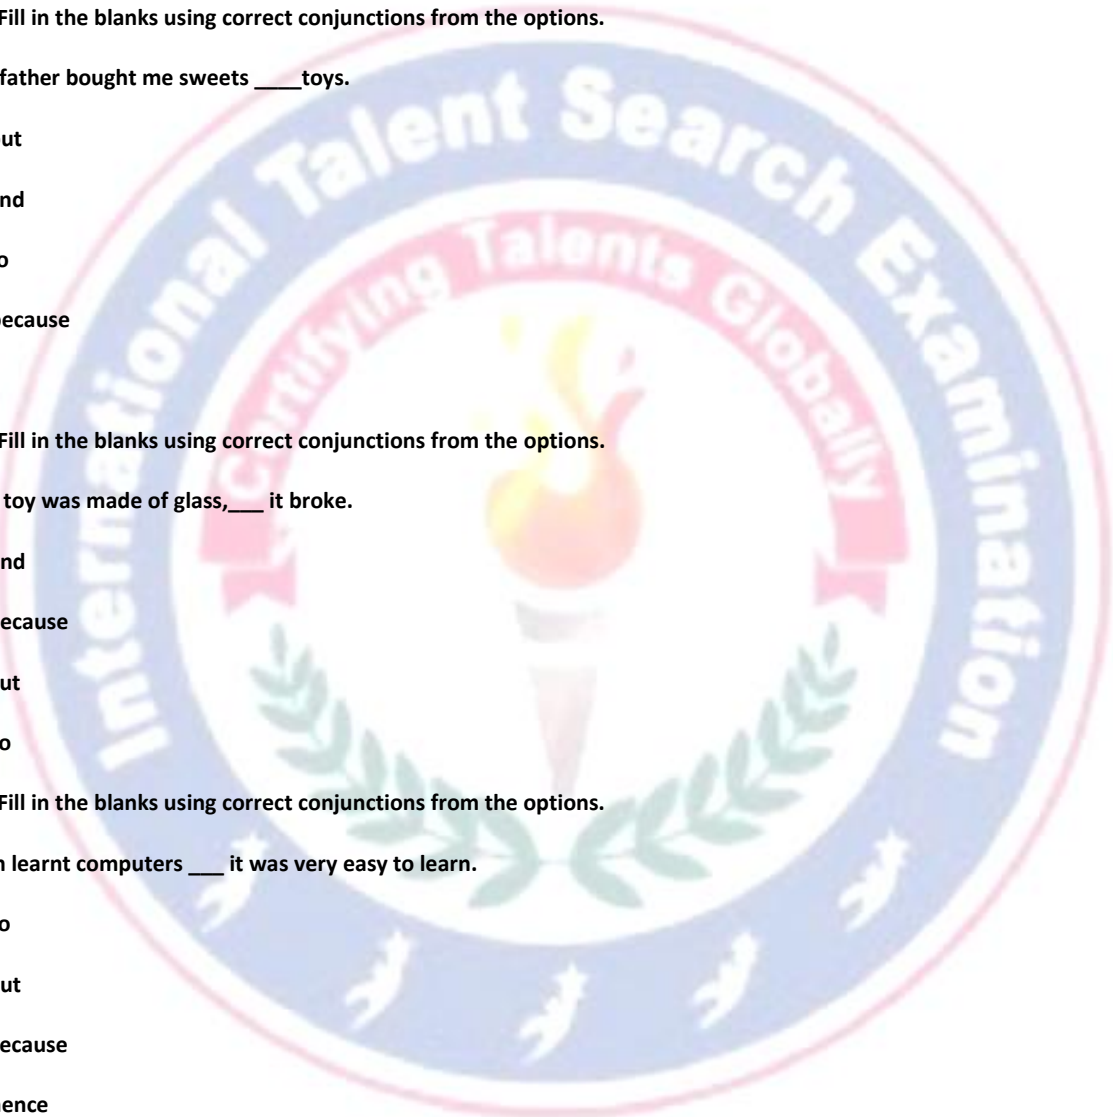 Fill in the blanks using correct conjunctions from the options.
father bought me sweets ____toys.
ut
nd
o
because
Fill in the blanks using correct conjunctions from the options.
toy was made of glass,___ it broke.
nd
ecause
ut
o
Fill in the blanks using correct conjunctions from the options.
n learnt computers ___ it was very easy to learn.
o
ut
ecause
hence
International Talent Search Examination
Certifying Talents Globally